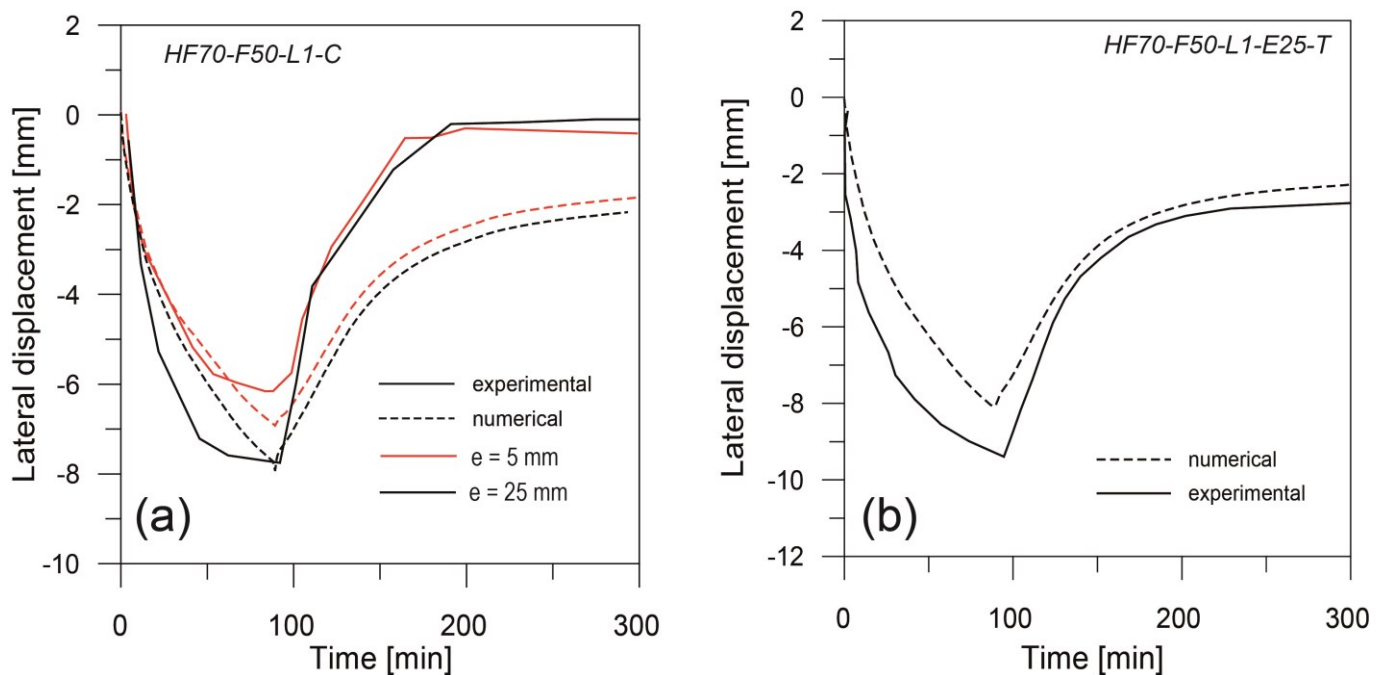 HF70-F50-L1-C
Lateral displacement [mm]
2
0
-2
-4
-6
-8
-10
experimental
numerical
e = 5 mm
e = 25 mm
(a)
0
100
200
300
Time [min]
HF70-F50-L1-E25-T
Lateral displacement [mm]
2
0
-2
-4
-6
-8
-10
-12
numerical
experimental
(b)
0
100
200
300
Time [min]